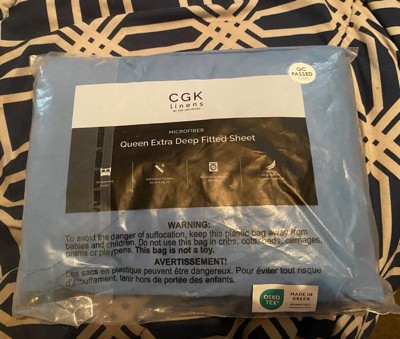 CGK
linens
QC
PASSED
MICROFIBER
Queen Extra Deep Fitted Sheet
WARNING:
To avoid the danger of suffocation, keep this plastic bag away from
babies and children. Do not use this bag in cribs, cots, beds, carriages,
prams or playpens. This bag is not a toy.
AVERTISSEMENT!
Les sacs en plastique peuvent être dangereux. Pour éviter tout risque
d'étouffement, tenir hors de portée des enfants.
OEKO
TEX
MADE IN
GREEN